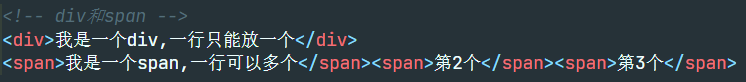 <!-- div和span -->
<div>我是一个div,一行只能放一个</div>
<span>我是一个span,一行可以多个</span><span>第2个</span><span>第3个</span>